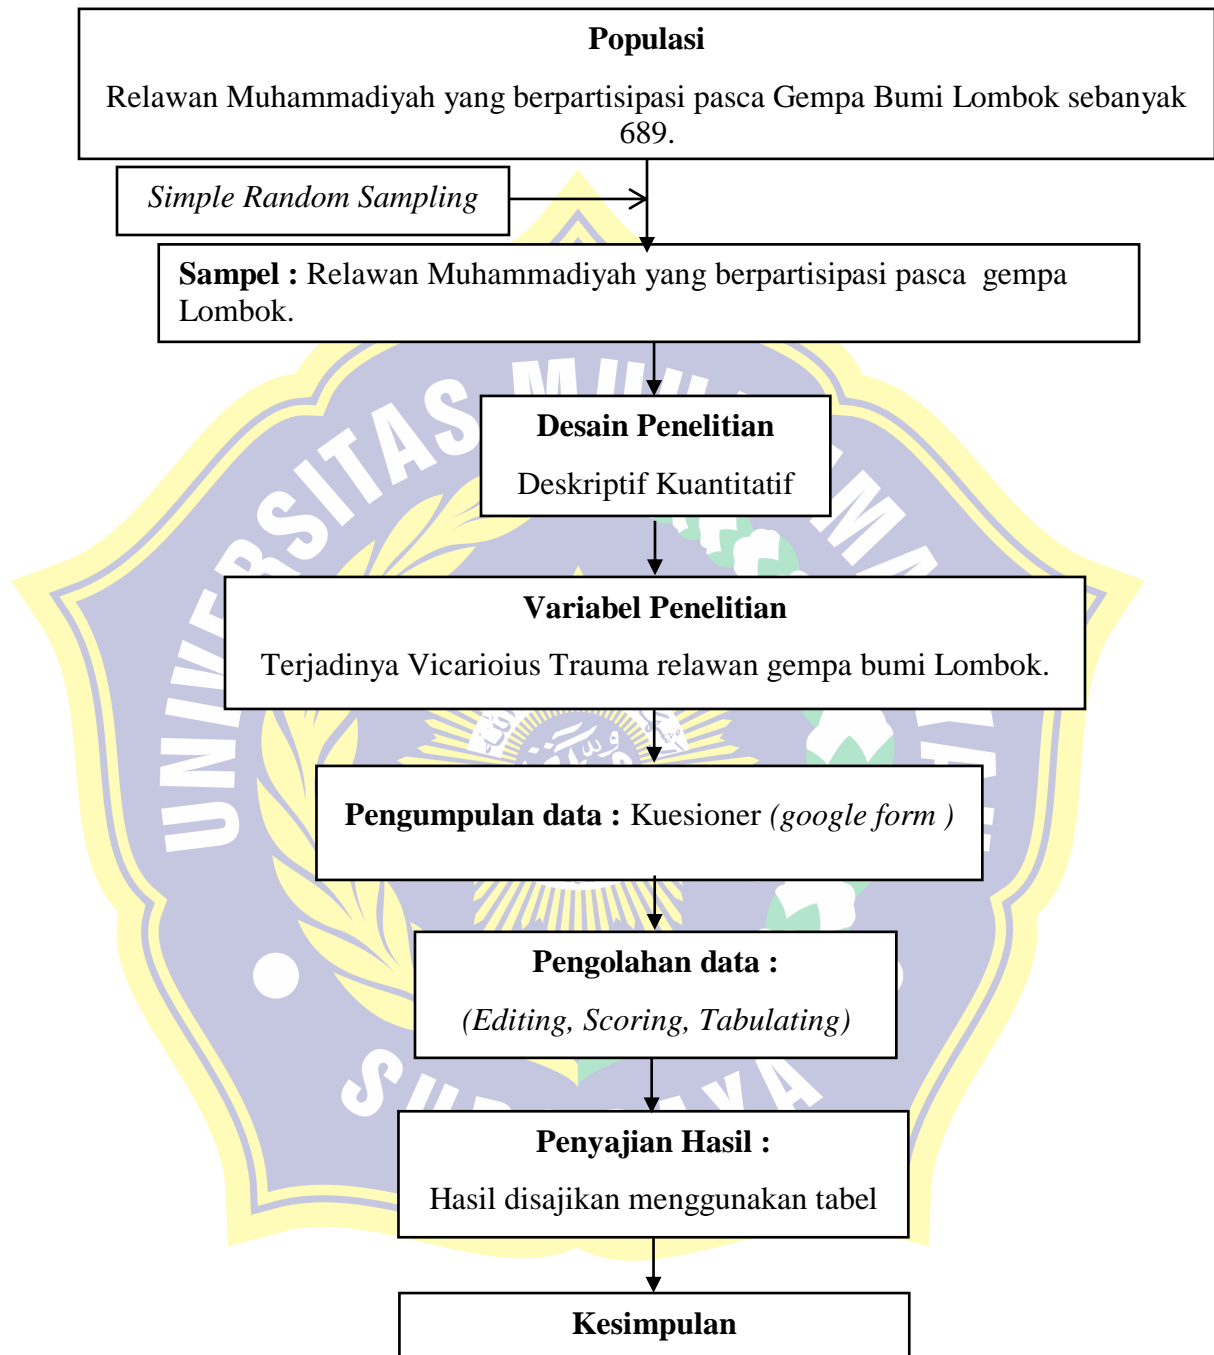 Populasi
Relawan Muhammadiyah yang berpartisipasi pasca Gempa Bumi Lombok sebanyak
689.
Simple Random Sampling
Sampel : Relawan Muhammadiyah yang berpartisipasi pasca gempa
Lombok.
Desain Penelitian
Deskriptif Kuantitatif
Variabel Penelitian
Terjadinya Vicarioius Trauma relawan gempa bumi Lombok.
Pengumpulan data : Kuesioner (google form )
Pengolahan data :
(Editing, Scoring, Tabulating)
Penyajian Hasil :
Hasil disajikan menggunakan tabel
Kesimpulan
UNIVERSITAS